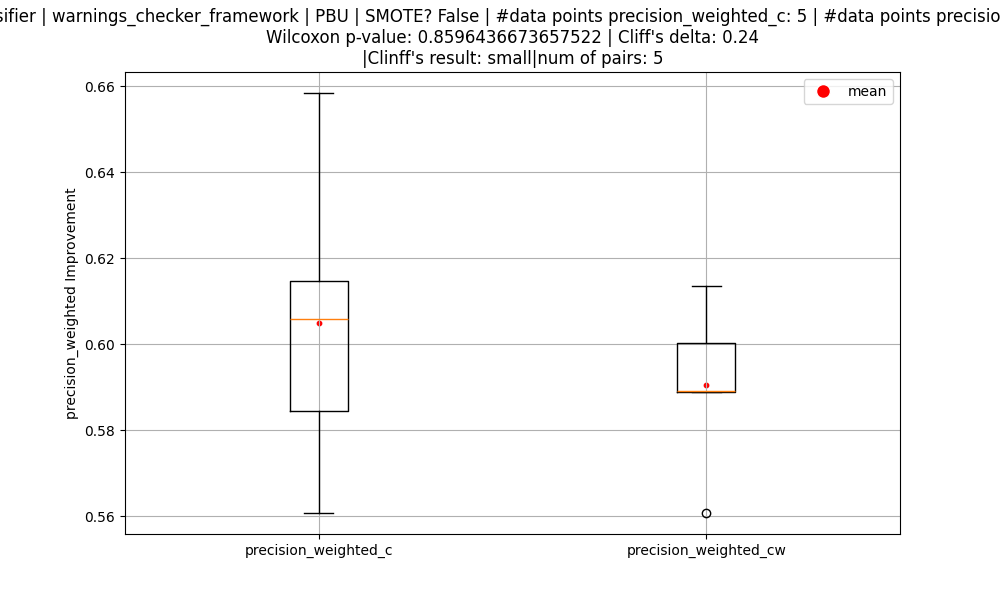 sifier | warnings_checker_framework | PBU | SMOTE? False | #data points precision_weighted_c: 5 | #data points precisio
Wilcoxon p-value: 0.8596436673657522 | Cliff's delta: 0.24
|Clinff's result: small|num of pairs: 5
mean
0.66
0.64
0.62
0.60
0.58
0.56
precision_weighted Improvement
precision_weighted_c
precision_weighted_cw